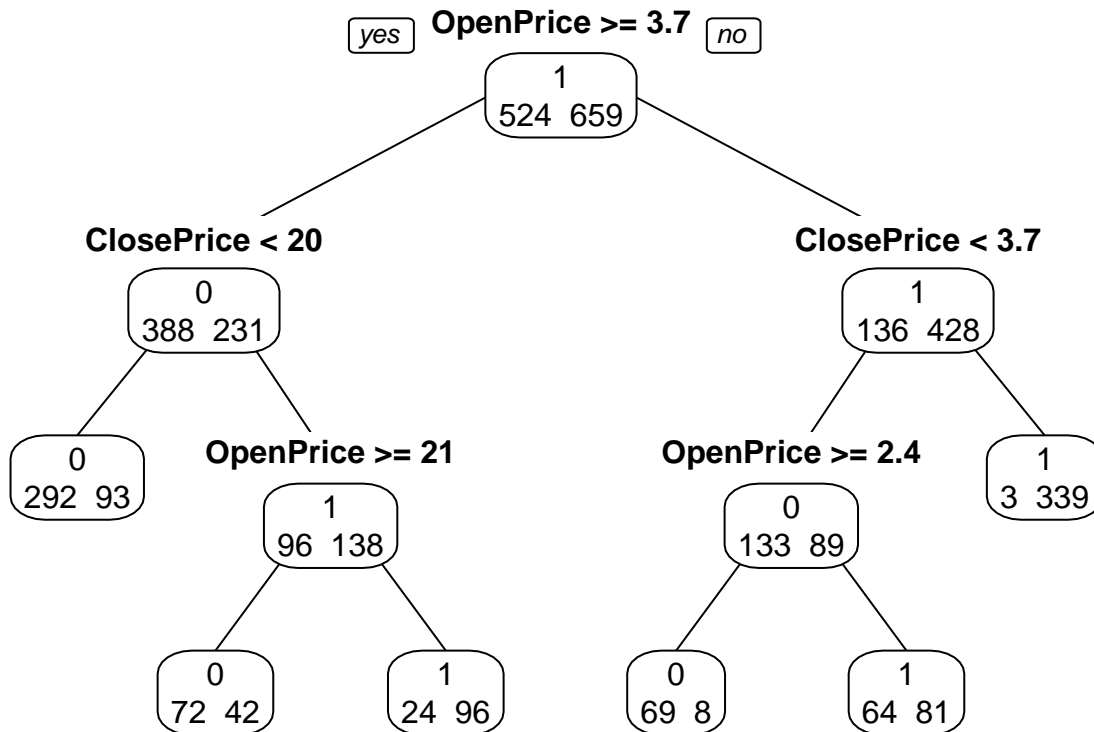 yes OpenPrice >= 3.7 no
1
524 659
ClosePrice < 20 ClosePrice < 3.7
0 1
388 231 136 428
OpenPrice >= 21 OpenPrice >= 2.4
0 1
292 93 3 339
1 0
96 138 133 89
0 1 0 1
72 42 24 96 69 8 64 81